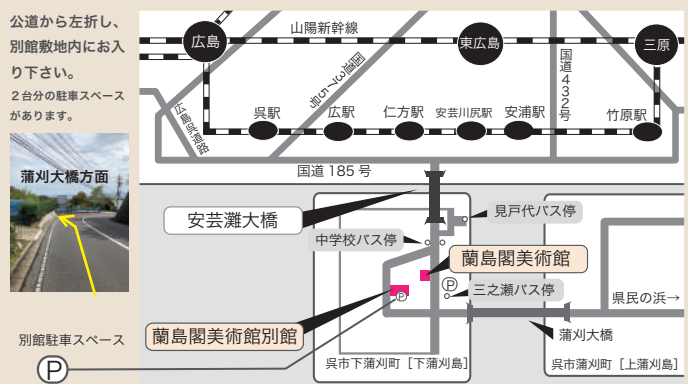 公道から左折し、
別館敷地内にお入
り下さい。
２台分の駐車スペース
があります。
蒲刈大橋方面
別館駐車スペース
P
広島
山陽新幹線
東広島
三原
国道375号
国道432号
広島呉道路
呉駅
広駅
仁方駅
安芸川尻駅
安浦駅
竹原駅
国道 185 号
安芸灘大橋
見戸代バス停
中学校バス停
蘭島閣美術館
P
三之瀬バス停
県民の浜→
P
蘭島閣美術館別館
蒲刈大橋
呉市下蒲刈町［下蒲刈島］
呉市蒲刈町［上蒲刈島］